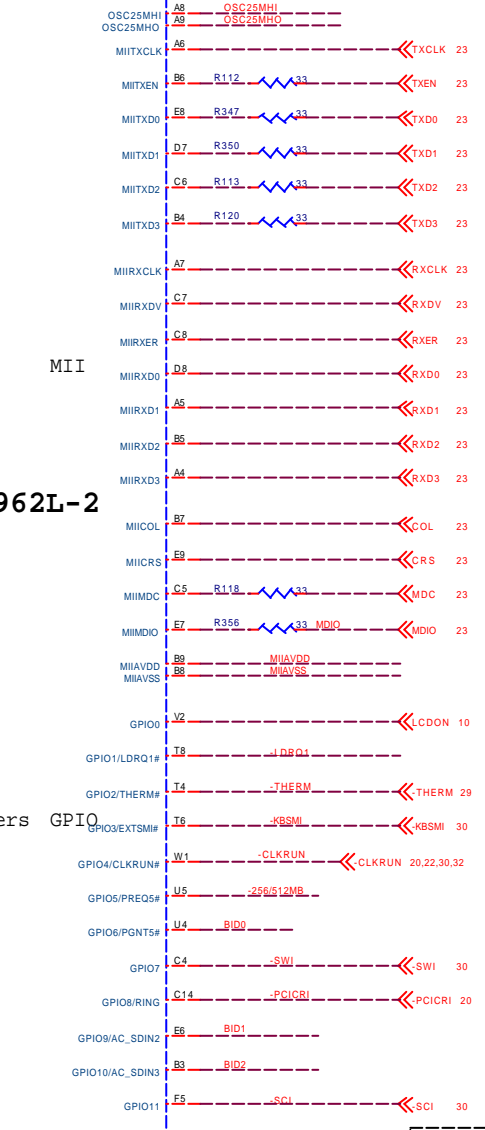 OSC25MHI A8 OSC25MHI
OSC25MHO A9 OSC25MHO
MIITXCLK A6 TXCLK 23
MIITXEN B6 R112 33 TXEN 23
MIITXD0 E8 R347 33 TXD0 23
MIITXD1 D7 R350 33 TXD1 23
MIITXD2 C6 R113 33 TXD2 23
MIITXD3 B4 R120 33 TXD3 23
MIIRXCLK A7 RXCLK 23
MIIRXDV C7 RXDV 23
MIIRXER C8 RXER 23
MII
MIIRXD0 D8 RXD0 23
MIIRXD1 A5 RXD1 23
MIIRXD2 B5 RXD2 23
MIIRXD3 A4 RXD3 23
962L-2
MIICOL B7 COL 23
MIICRS E9 CRS 23
MIIMDC C5 R118 33 MDC 23
MIIMDIO E7 R356 33 MDIO MDIO 23
MIIAVDD B9 MIIAVDD
MIIAVSS B8 MIIAVSS
GPIO0 V2 LCDON 10
GPIO1/LDRQ1# T8 -LDRQ1
GPIO2/THERM# T4 -THERM -THERM 29
ers GPIO
GPIO3/EXTSMI# T6 -KBSMI -KBSMI 30
GPIO4/CLKRUN# W1 -CLKRUN -CLKRUN 20,22,30,32
GPIO5/PREQ5# U5 -256/512MB
GPIO6/PGNT5# U4 BID0
GPIO7 C4 -SWI -SWI 30
GPIO8/RING C14 -PCICRI -PCICRI 20
GPIO9/AC_SDIN2 E6 BID1
GPIO10/AC_SDIN3 B3 BID2
GPIO11 F5 -SCI -SCI 30